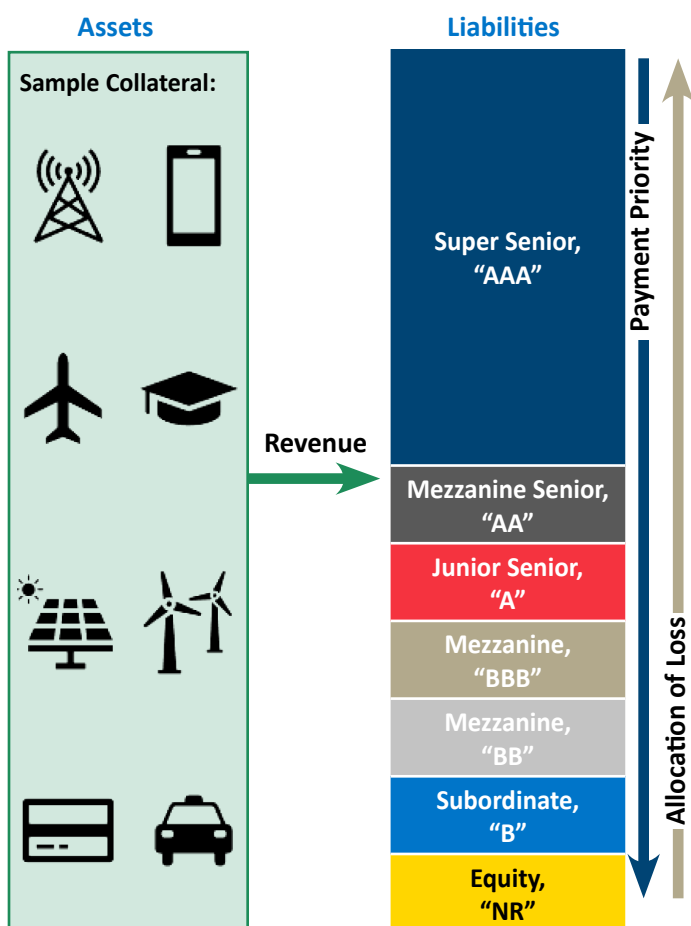 Assets
Liabilities
Sample Collateral:
Revenue
Super Senior,
“AAA”
Mezzanine Senior,
“AA”
Junior Senior,
“A”
Mezzanine,
“BBB”
Mezzanine,
“BB”
Subordinate,
“B”
Equity,
“NR”
Payment Priority
Allocation of Loss